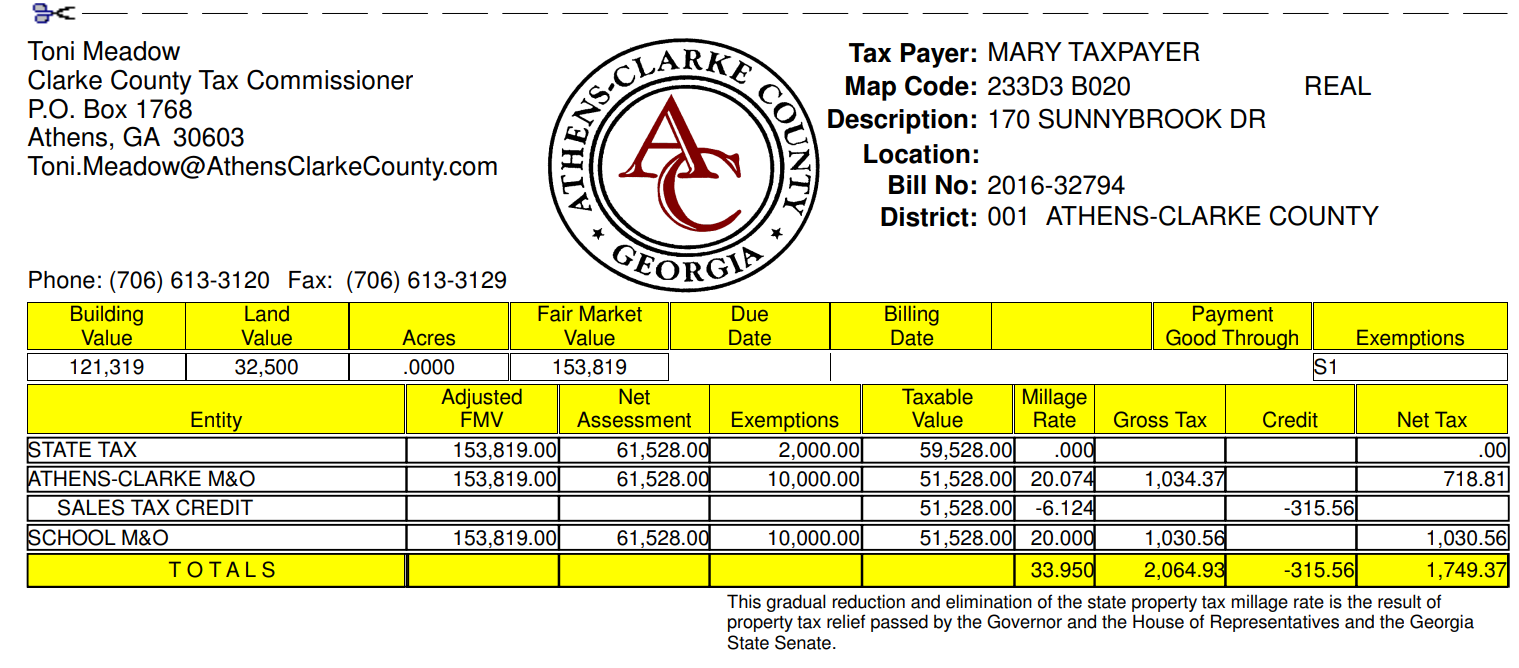 Toni Meadow
Clarke County Tax Commissioner
P.O. Box 1768
Athens, GA 30603
Toni.Meadow@AthensClarkeCounty.com
Phone: (706) 613-3120 Fax: (706) 613-3129
ATHENS-CLARKE COUNTY
AC
GEORGIA
Tax Payer: MARY TAXPAYER
Map Code: 233D3 B020 REAL
Description: 170 SUNNYBROOK DR
Location:
Bill No: 2016-32794
District: 001 ATHENS-CLARKE COUNTY
Building Value Land Value Acres Fair Market Value Due Date Billing Date Payment Good Through Exemptions
121,319 32,500 .0000 153,819 S1
Entity Adjusted FMV Net Assessment Exemptions Taxable Value Millage Rate Gross Tax Credit Net Tax
STATE TAX 153,819.00 61,528.00 2,000.00 59,528.00 .000 .00
ATHENS-CLARKE M&O 153,819.00 61,528.00 10,000.00 51,528.00 20.074 1,034.37 718.81
SALES TAX CREDIT 51,528.00 -6.124 -315.56
SCHOOL M&O 153,819.00 61,528.00 10,000.00 51,528.00 20.000 1,030.56 1,030.56
TOTALS 33.950 2,064.93 -315.56 1,749.37
This gradual reduction and elimination of the state property tax millage rate is the result of
property tax relief passed by the Governor and the House of Representatives and the Georgia
State Senate.